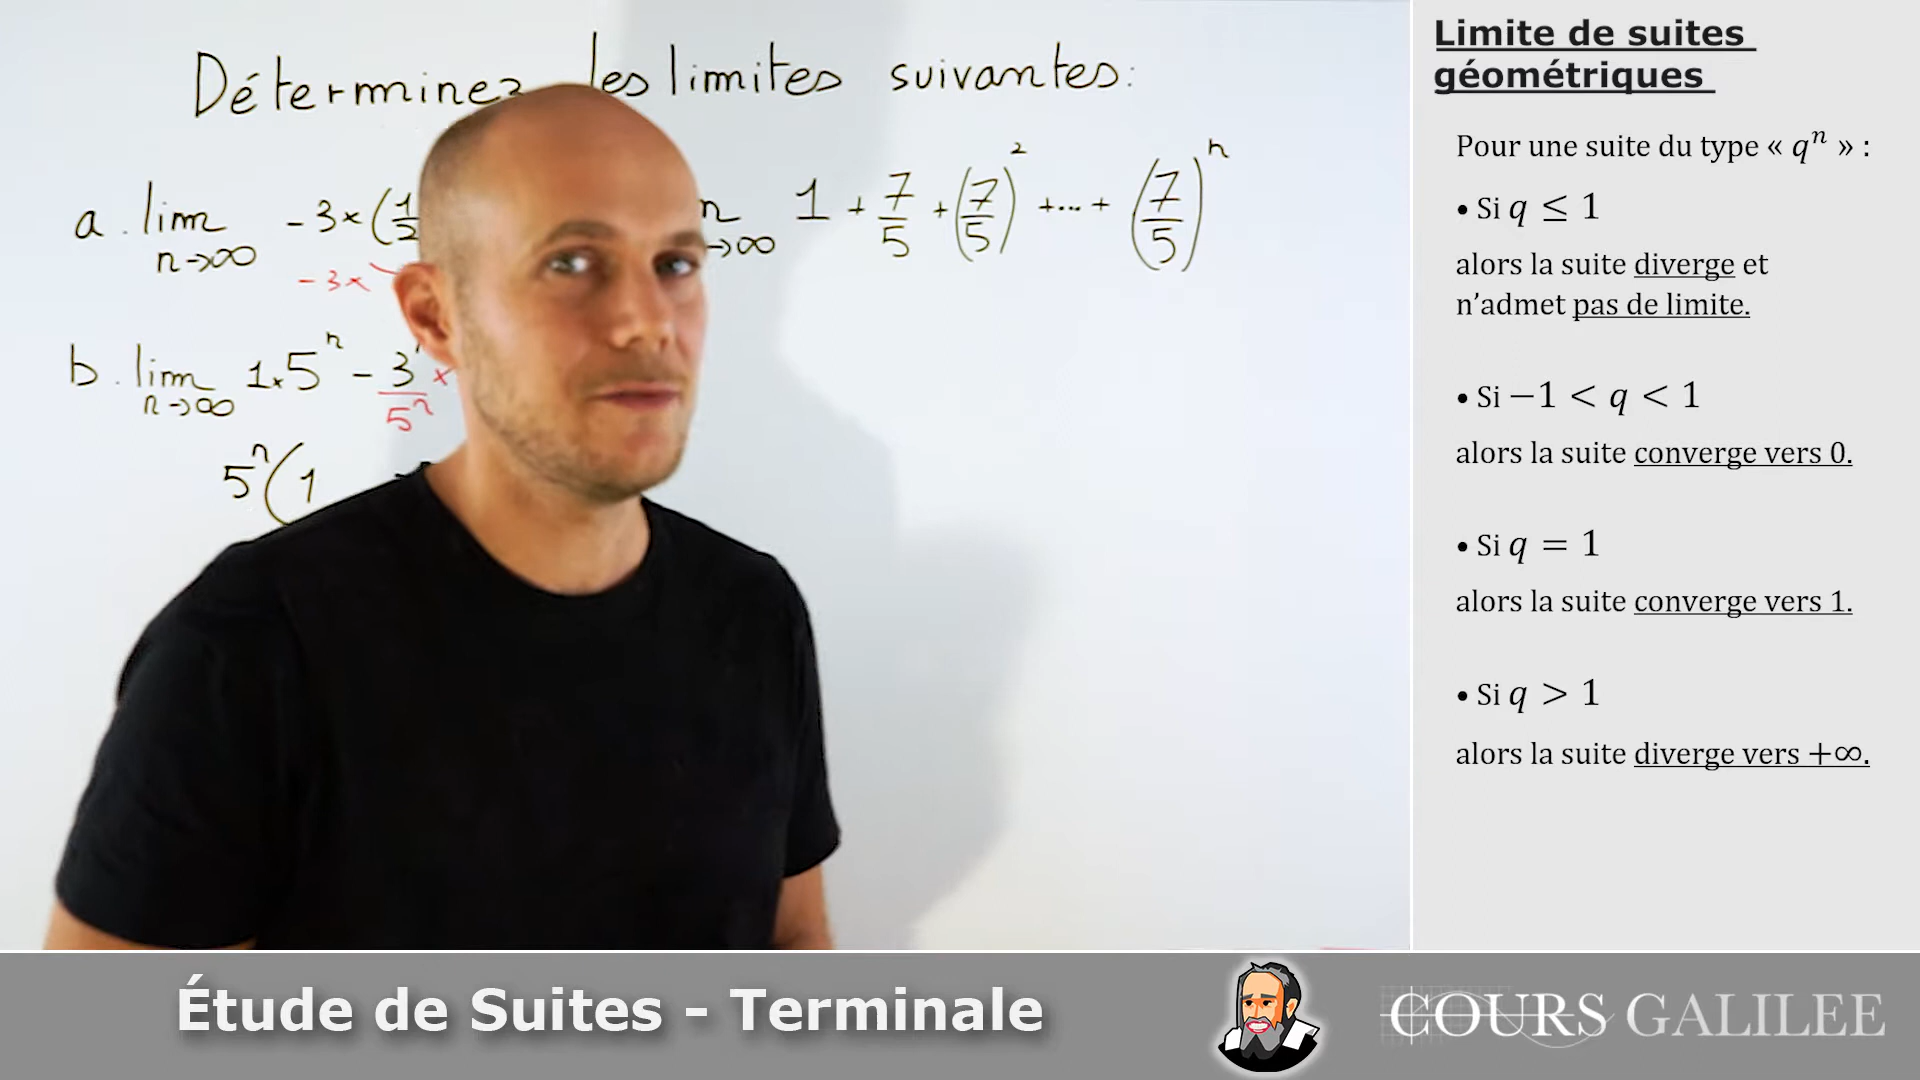 Déterminez les limites suivantes:
a. lim n→∞ -3×(1/2
-3×
n→∞ 1 + 7/5 + (7/5)² + ... + (7/5)ⁿ
b. lim n→∞ 1×5ⁿ - 3 ×
5ⁿ
5ⁿ(1
Limite de suites
géométriques
Pour une suite du type « qⁿ » :
• Si q ≤ 1
alors la suite diverge et
n’admet pas de limite.
• Si −1 < q < 1
alors la suite converge vers 0.
• Si q = 1
alors la suite converge vers 1.
• Si q > 1
alors la suite diverge vers +∞.
Étude de Suites - Terminale
COURS GALILEE